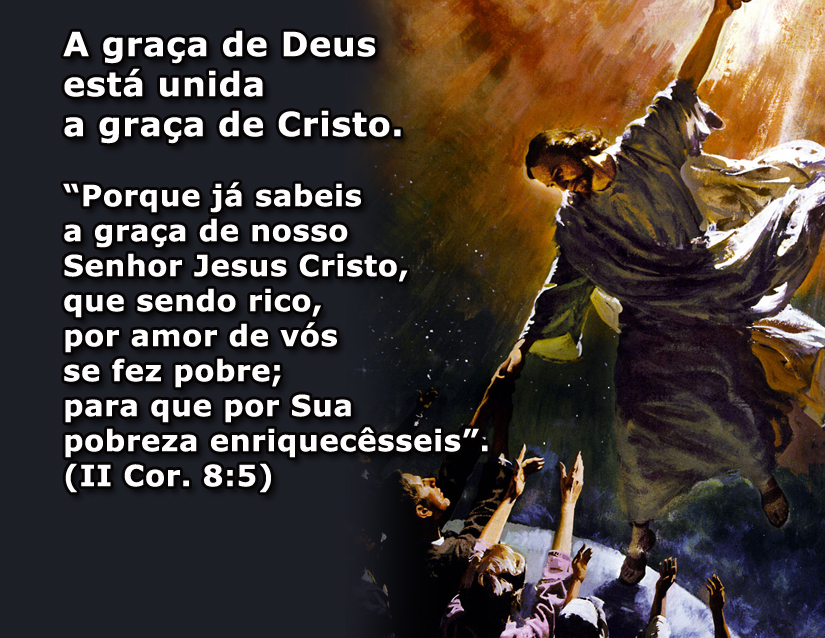 A graça de Deus
está unida
a graça de Cristo.
“Porque já sabeis
a graça de nosso
Senhor Jesus Cristo,
que sendo rico,
por amor de vós
se fez pobre;
para que por Sua
pobreza enriquecêsseis”.
(II Cor. 8:5)